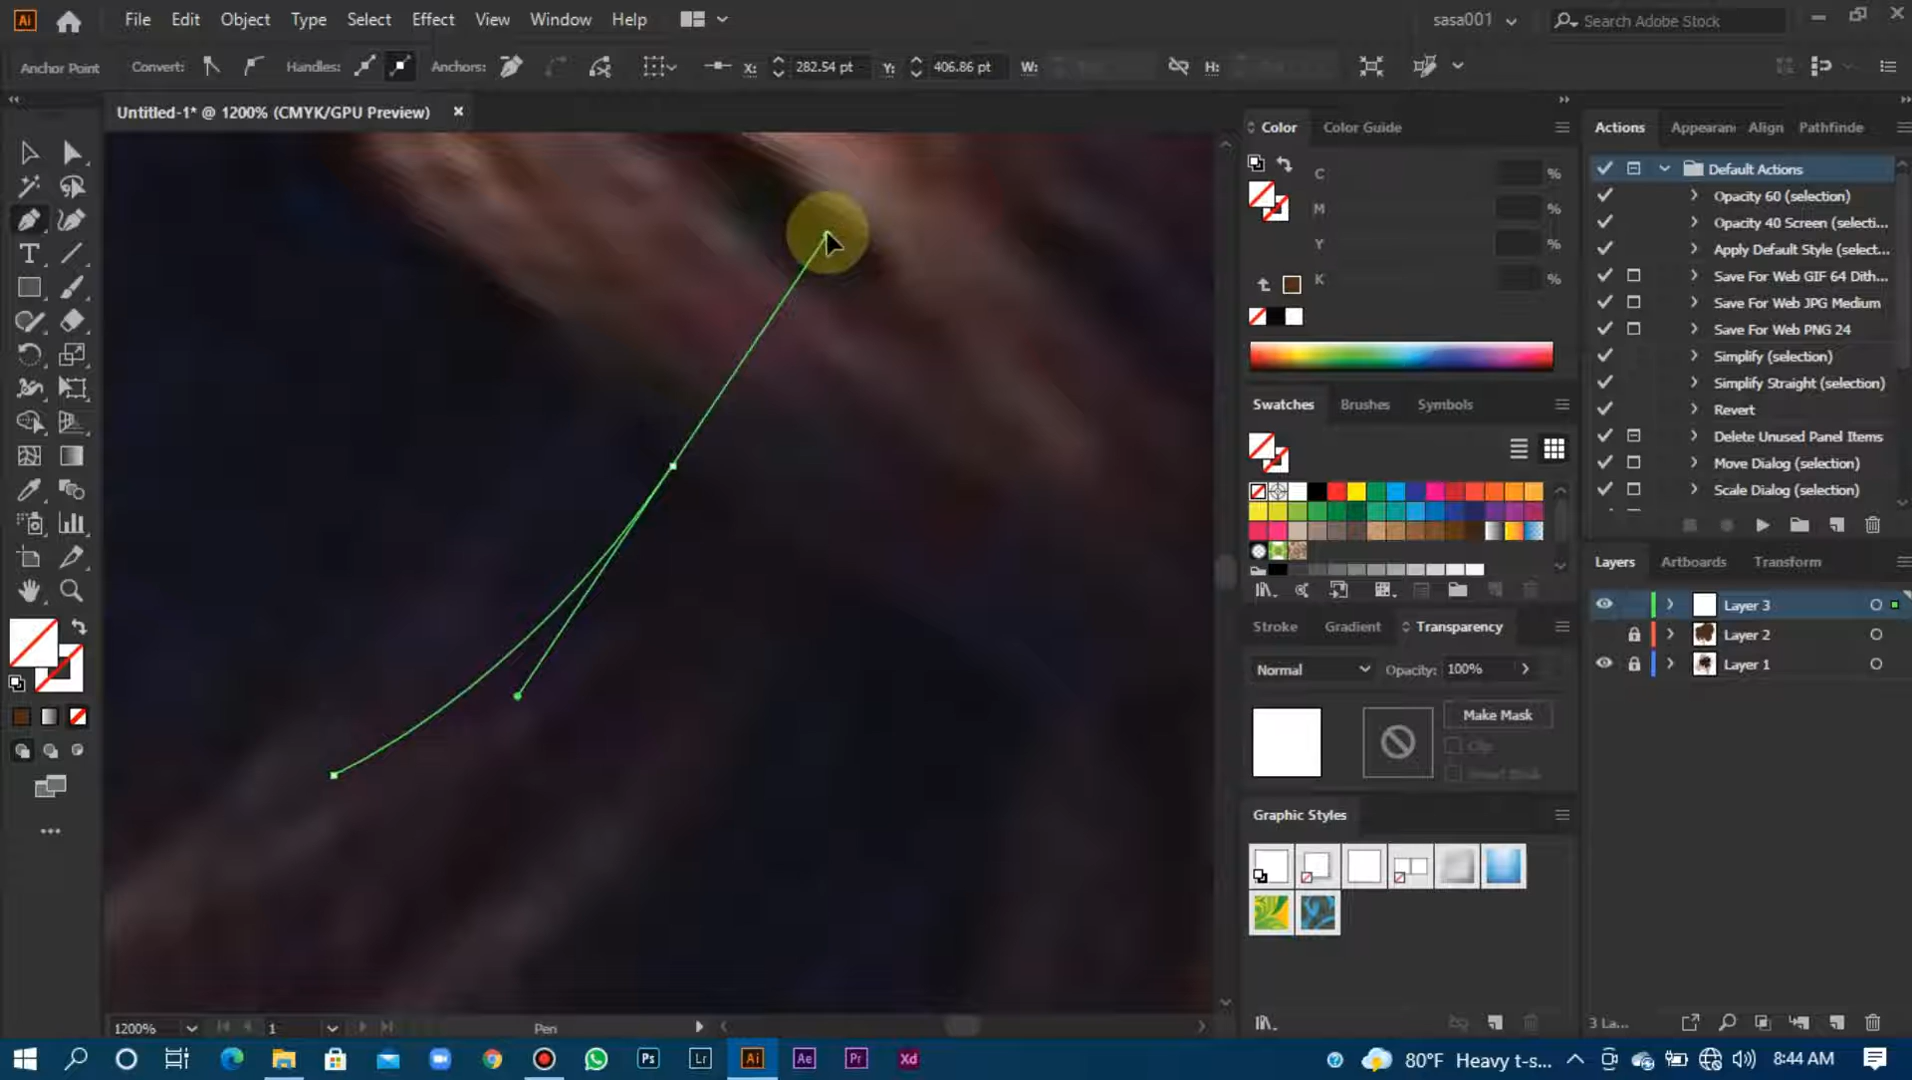 Ai
File
Edit
Object
Type
Select
Effect
View
Window
Help
sasa001
Search Adobe Stock
Anchor Point
Convert:
Handles:
Anchors:
X:
282.54 pt
Y:
406.86 pt
W:
H:
Untitled-1* @ 1200% (CMYK/GPU Preview)
Color
Color Guide
C
%
M
%
Y
%
K
%
Swatches
Brushes
Symbols
Stroke
Gradient
Transparency
Normal
Opacity:
100%
Make Mask
Clip
Graphic Styles
Actions
Appearan
Align
Pathfinde
Default Actions
Opacity 60 (selection)
Opacity 40 Screen (selecti...
Apply Default Style (select...
Save For Web GIF 64 Dith...
Save For Web JPG Medium
Save For Web PNG 24
Simplify (selection)
Simplify Straight (selection)
Revert
Delete Unused Panel Items
Move Dialog (selection)
Scale Dialog (selection)
Layers
Artboards
Transform
Layer 3
Layer 2
Layer 1
3 La...
1200%
1
Pen
Ps
Lr
Ai
Ae
Pr
Xd
80°F
Heavy t-s...
8:44 AM